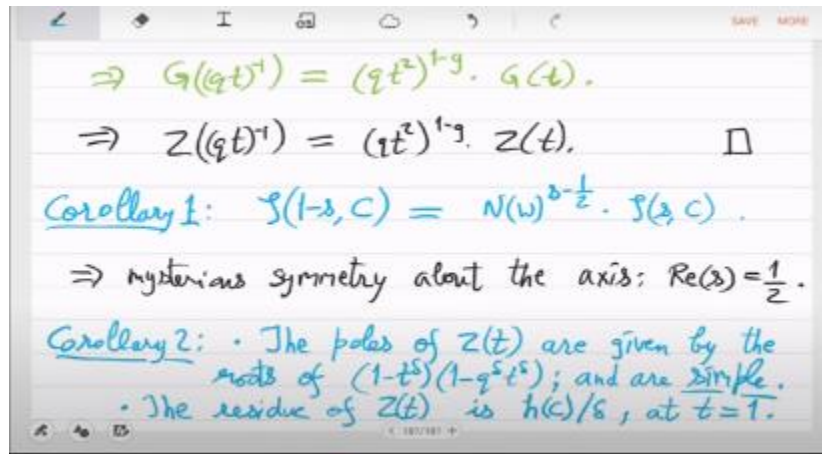 SAVE MORE
⇒ G((qt)⁻¹) = (qt²)^{1-g} · G(t).
⇒ Z((qt)⁻¹) = (qt²)^{1-g} · Z(t). □
Corollary 1: ζ(1-s, C) = N(ω)^{s-1/2} · ζ(s, C) .
⇒ mysterious symmetry about the axis: Re(s) = 1/2 .
Corollary 2: · The poles of Z(t) are given by the
roots of (1-t^δ)(1-q^δt^δ); and are simple.
· The residue of Z(t) is h(C)/δ, at t=1.
< 187/187 +